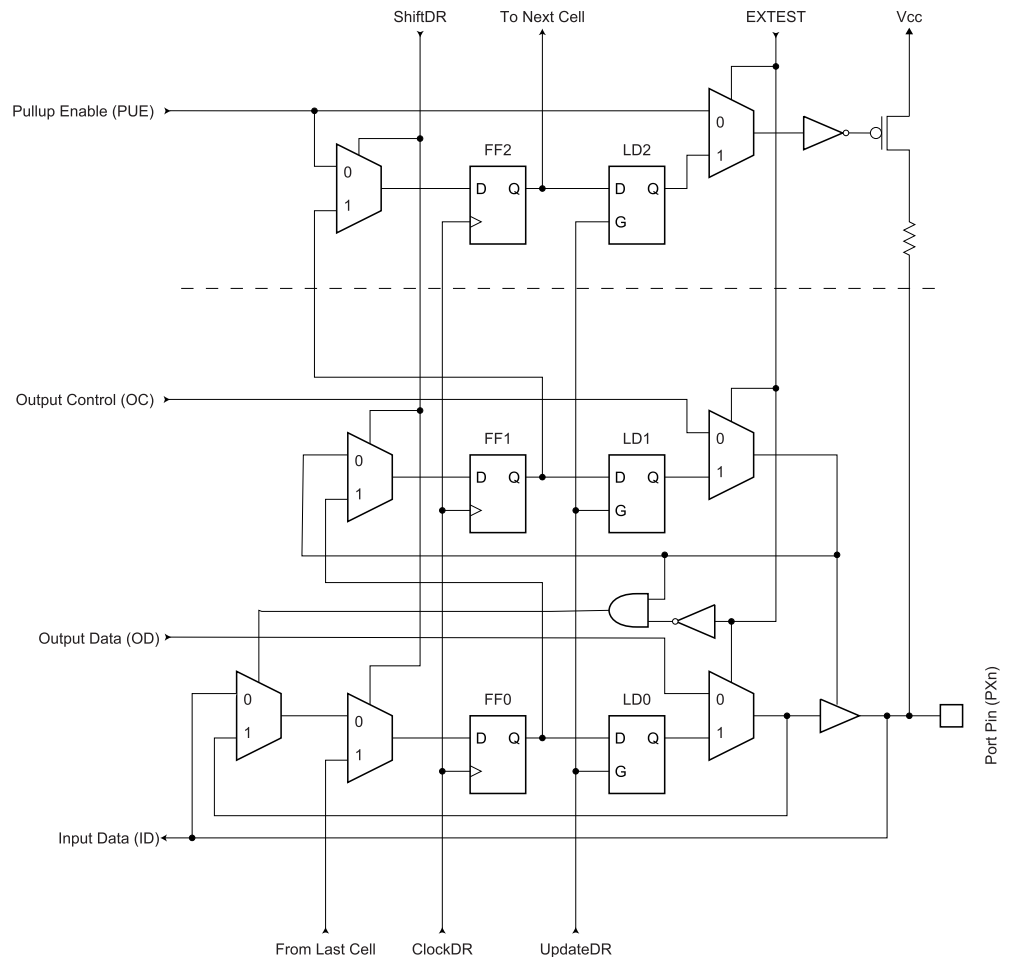 ShiftDR
To Next Cell
EXTEST
Vcc
Pullup Enable (PUE)
0
1
FF2
D Q
LD2
D Q
G
0
1
Output Control (OC)
0
1
FF1
D Q
LD1
D Q
G
0
1
Output Data (OD)
0
1
0
1
FF0
D Q
LD0
D Q
G
0
1
Port Pin (PXn)
Input Data (ID)
From Last Cell
ClockDR
UpdateDR